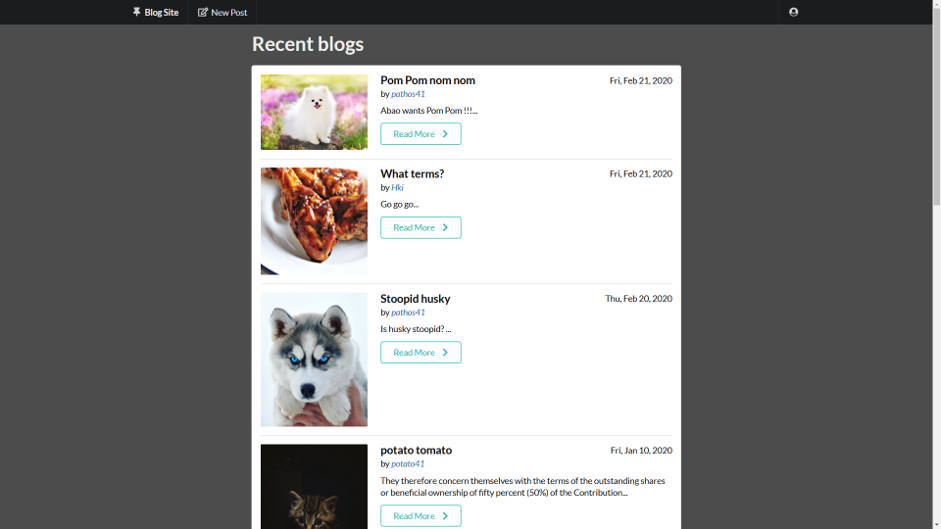 Blog Site
New Post
Recent blogs
Pom Pom nom nom
Fri, Feb 21, 2020
by pathos41
Abao wants Pom Pom !!!...
Read More
What terms?
Fri, Feb 21, 2020
by Hki
Go go go...
Read More
Stoopid husky
Thu, Feb 20, 2020
by pathos41
Is husky stoopid? ...
Read More
potato tomato
Fri, Jan 10, 2020
by potato41
They therefore concern themselves with the terms of the outstanding shares
or beneficial ownership of fifty percent (50%) of the Contribution...
Read More